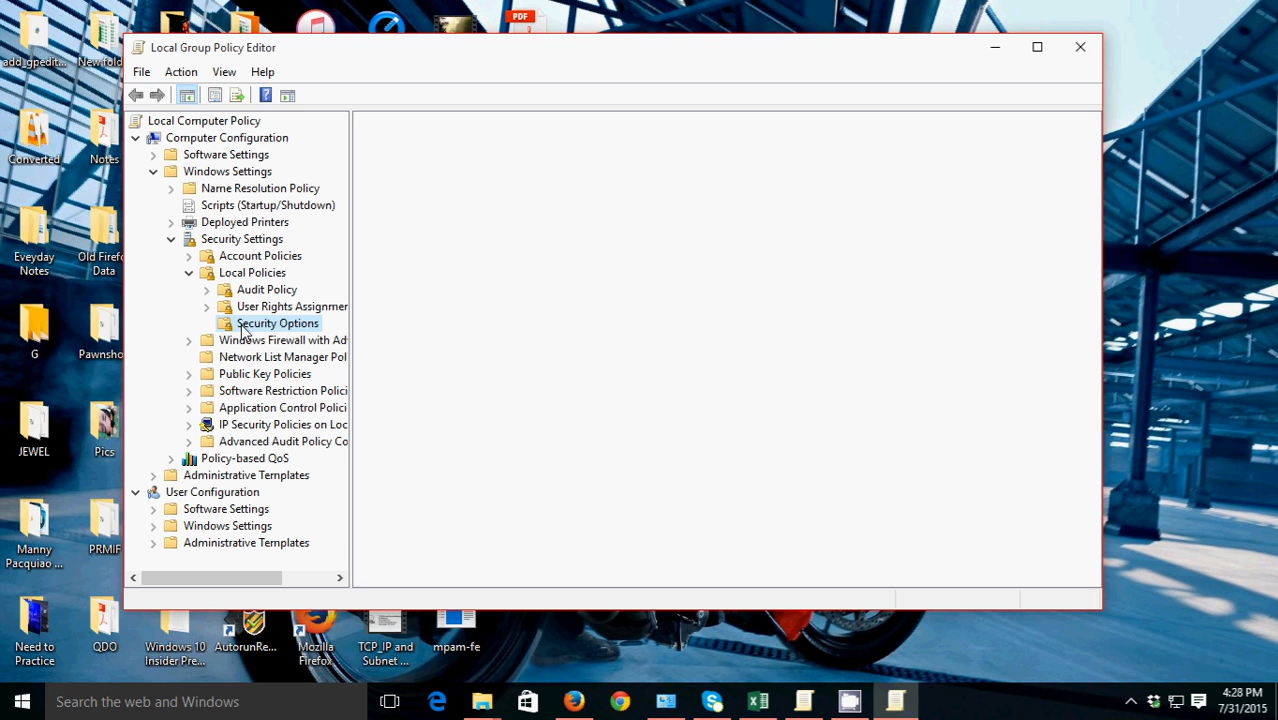 PDF
add_gpedit...
New fold
Local Group Policy Editor
File
Action
View
Help
Local Computer Policy
Computer Configuration
Software Settings
Windows Settings
Name Resolution Policy
Scripts (Startup/Shutdown)
Deployed Printers
Security Settings
Account Policies
Local Policies
Audit Policy
User Rights Assignmer
Security Options
Windows Firewall with Ad
Network List Manager Pol
Public Key Policies
Software Restriction Polici
Application Control Polici
IP Security Policies on Loc
Advanced Audit Policy Co
Policy-based QoS
Administrative Templates
User Configuration
Software Settings
Windows Settings
Administrative Templates
Converted
Notes
Eveyday
Notes
Old Firef
Data
G
Pawnsho
JEWEL
Pics
Manny
Pacquiao ...
PRMIF
Need to
Practice
QDO
Windows 10
Insider Pre...
AutorunRe...
Mozilla
Firefox
TCP_IP and
Subnet ...
mpam-fe
Search the web and Windows
4:28 PM
7/31/2015